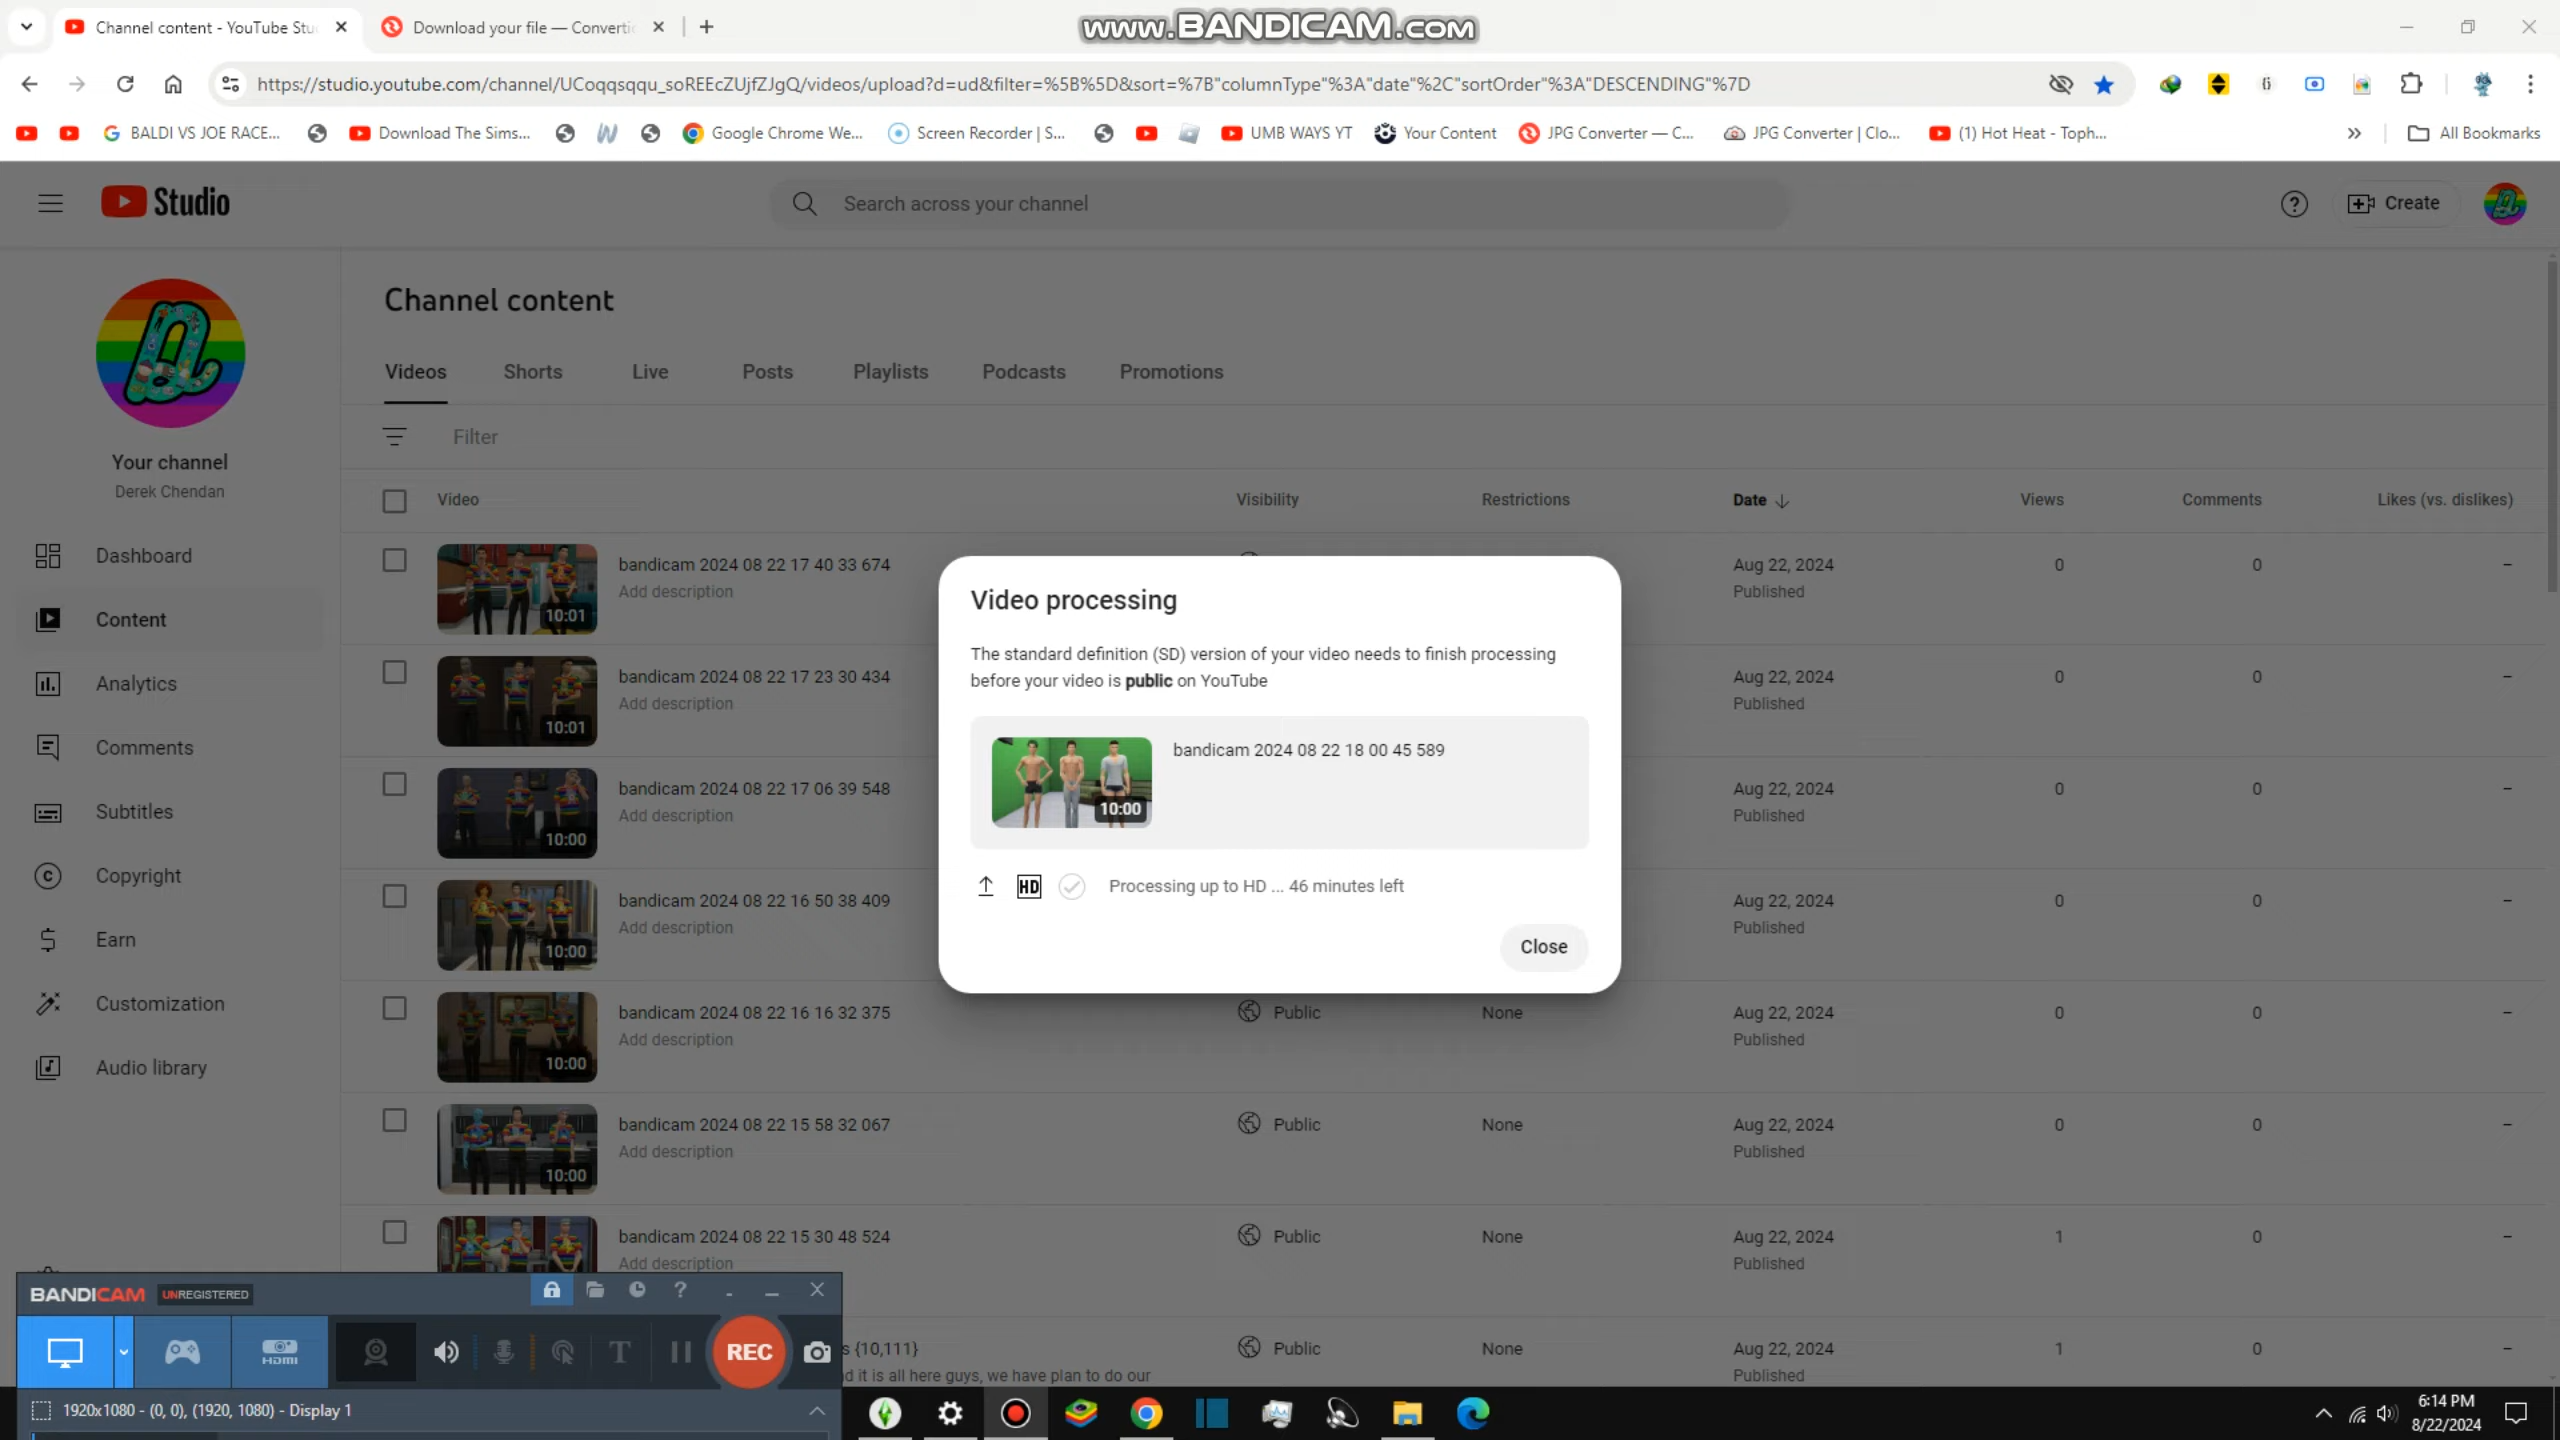 Channel content - YouTube Stu
Download your file — Converti
www.BANDICAM.com
https://studio.youtube.com/channel/UCoqqsqqu_soREEcZUjfZJgQ/videos/upload?d=ud&filter=%5B%5D&sort=%7B"columnType"%3A"date"%2C"sortOrder"%3A"DESCENDING"%7D
BALDI VS JOE RACE...
Download The Sims...
Google Chrome We...
Screen Recorder | S...
UMB WAYS YT
Your Content
JPG Converter — C...
JPG Converter | Clo...
(1) Hot Heat - Toph...
All Bookmarks
Studio
Search across your channel
Create
Your channel
Derek Chendan
Dashboard
Content
Analytics
Comments
Subtitles
Copyright
Earn
Customization
Audio library
Channel content
Videos Shorts Live Posts Playlists Podcasts Promotions
Filter
Video Visibility Restrictions Date Views Comments Likes (vs. dislikes)
10:01 bandicam 2024 08 22 17 40 33 674 Aug 22, 2024 0 0 –
Add description Published
10:01 bandicam 2024 08 22 17 23 30 434 Aug 22, 2024 0 0 –
Add description Published
10:00 bandicam 2024 08 22 17 06 39 548 Aug 22, 2024 0 0 –
Add description Published
10:00 bandicam 2024 08 22 16 50 38 409 Aug 22, 2024 0 0 –
Add description Published
10:00 bandicam 2024 08 22 16 16 32 375 Public None Aug 22, 2024 0 0 –
Add description Published
10:00 bandicam 2024 08 22 15 58 32 067 Public None Aug 22, 2024 0 0 –
Add description Published
bandicam 2024 08 22 15 30 48 524 Public None Aug 22, 2024 1 0 –
Add description Published
s {10,111} Public None Aug 22, 2024 1 0 –
d it is all here guys, we have plan to do our Published
Video processing
The standard definition (SD) version of your video needs to finish processing
before your video is public on YouTube
10:00
bandicam 2024 08 22 18 00 45 589
HD Processing up to HD ... 46 minutes left
Close
BANDICAM UNREGISTERED
HDMI
REC
1920x1080 - (0, 0), (1920, 1080) - Display 1
6:14 PM
8/22/2024